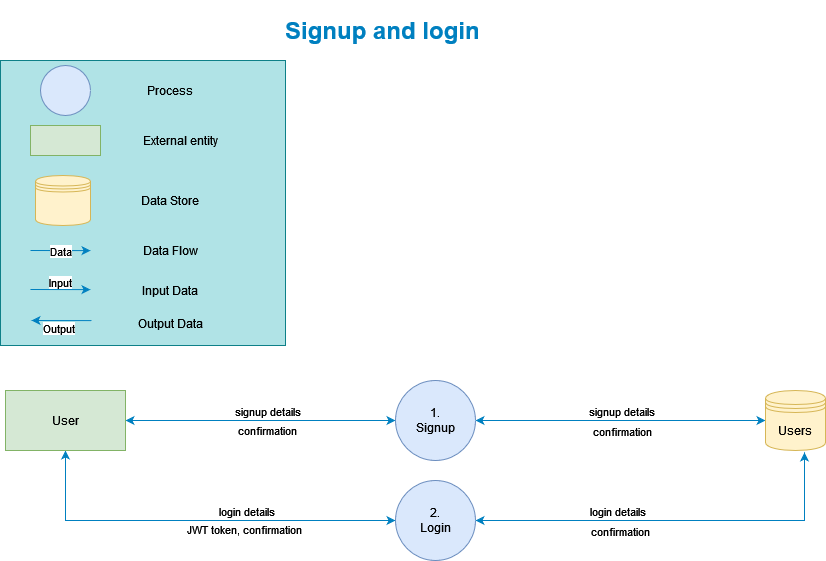 Signup and login
Process
External entity
Data Store
Data
Data Flow
Input
Input Data
Output Data
Output
User
signup details
confirmation
1.
Signup
signup details
confirmation
Users
login details
JWT token, confirmation
2.
Login
login details
confirmation